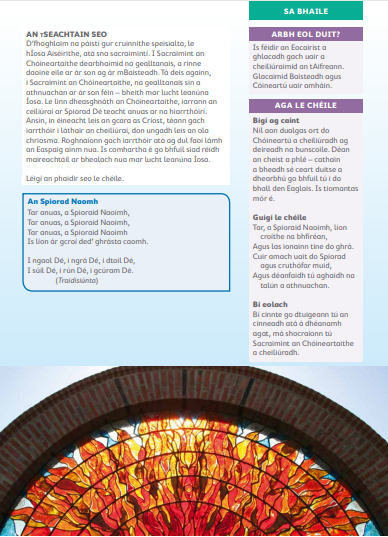 AN tSEACHTAIN SEO
D'fhoghlaim na páistí gur cruinnithe speisialta, le
hÍosa Aiséirithe, atá sna sacraimintí. I Sacraimint an
Chóineartaithe dearbhaímid na gealltanais, a rinne
daoine eile ar ár son ag ár mBaisteadh. Tá deis againn,
i Sacraimint an Chóineartaithe, na gealltanais sin a
athnuachan ar ár son féin – bheith mar lucht leanúna
Íosa. Le linn dheasghnáth an Chóineartaithe, iarrann an
ceiliúraí ar Spiorad Dé teacht anuas ar na hiarrthóirí.
Ansin, in éineacht leis an gcara as Críost, téann gach
iarrthóir i láthair an cheiliúraí, don ungadh leis an ola
chriosma. Roghnaíonn gach iarrthóir atá ag dul faoi lámh
an Easpaig ainm nua. Is comhartha é go bhfuil siad réidh
maireachtáil ar bhealach nua mar lucht leanúna Íosa.
Léigí an phaidir seo le chéile.
An Spiorad Naomh
Tar anuas, a Spioraid Naoimh,
Tar anuas, a Spioraid Naoimh,
Tar anuas, a Spioraid Naoimh
Is líon ár gcroí ded' ghrásta caomh.
I ngaol Dé, i ngrá Dé, i dtoil Dé,
I súil Dé, i rún Dé, i gcúram Dé.
(Traidisiúnta)
SA BHAILE
ARBH EOL DUIT?
Is féidir an Eocairist a
ghlacadh gach uair a
cheiliúraimid an tAifreann.
Glacaimid Baisteadh agus
Cóineartú uair amháin.
AGA LE CHÉILE
Bígí ag caint
Níl aon dualgas ort do
Chóineartú a cheiliúradh ag
deireadh na bunscoile. Déan
an cheist a phlé – cathain
a bheadh sé ceart duitse a
dhearbhú go bhfuil tú i do
bhall den Eaglais. Is tiomantas
mór é.
Guígí le chéile
Tar, a Spioraid Naoimh, líon
croíthe na bhfíréan,
Agus las ionainn tine do ghrá.
Cuir amach uait do Spiorad
agus cruthófar muid,
Agus déanfaidh tú aghaidh na
talún a athnuachan.
Bí eolach
Bí cinnte go dtuigeann tú an
cinneadh atá á dhéanamh
agat, má shocraíonn tú
Sacraimint an Chóineartaithe
a cheiliúradh.